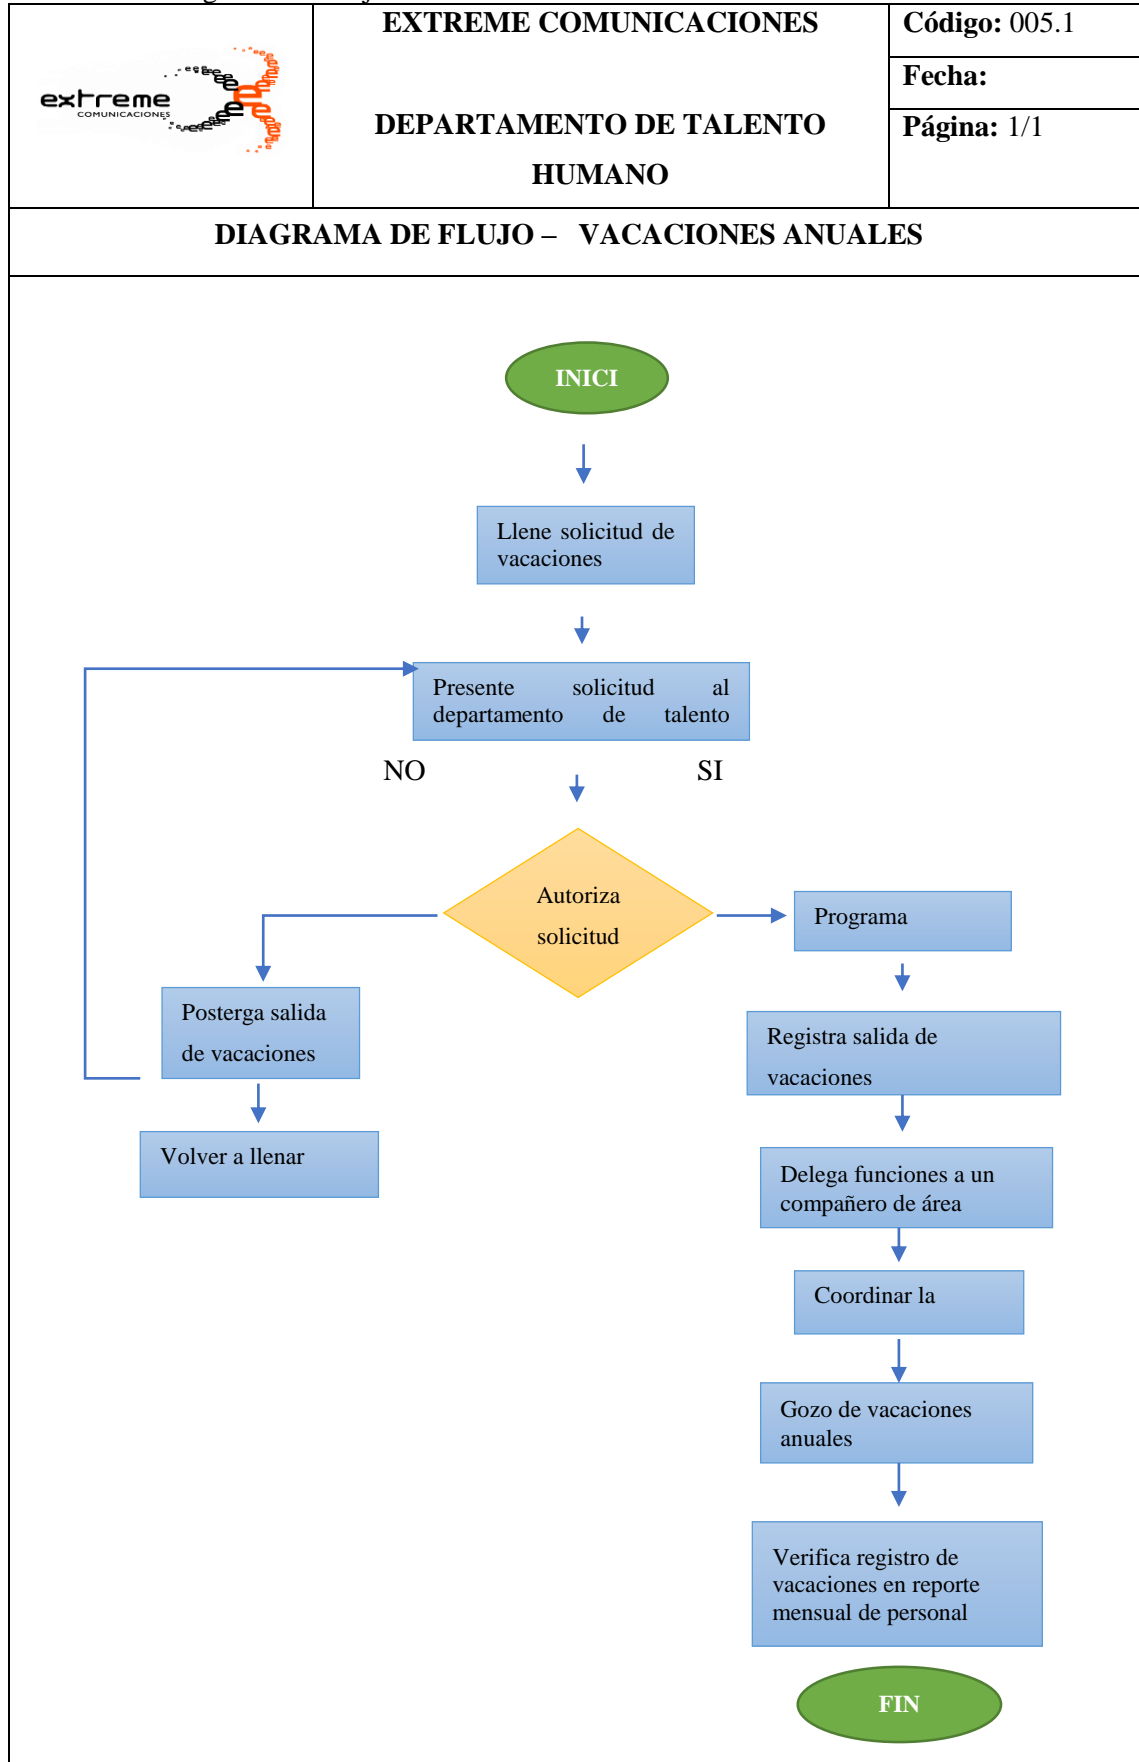 extreme
COMUNICACIONES
EXTREME COMUNICACIONES
DEPARTAMENTO DE TALENTO
HUMANO
Código: 005.1
Fecha:
Página: 1/1
DIAGRAMA DE FLUJO – VACACIONES ANUALES
INICI
Llene solicitud de
vacaciones
Presente solicitud al
departamento de talento
NO
SI
Autoriza
solicitud
Programa
Posterga salida
de vacaciones
Registra salida de
vacaciones
Volver a llenar
Delega funciones a un
compañero de área
Coordinar la
Gozo de vacaciones
anuales
Verifica registro de
vacaciones en reporte
mensual de personal
FIN